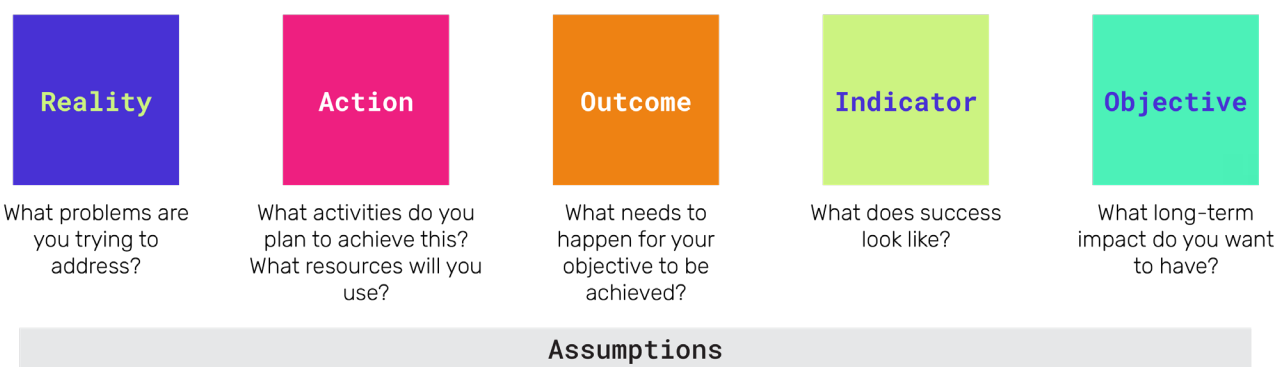 Reality
What problems are
you trying to
address?
Action
What activities do you
plan to achieve this?
What resources will you
use?
Outcome
What needs to
happen for your
objective to be
achieved?
Indicator
What does success
look like?
Objective
What long-term
impact do you want
to have?
Assumptions